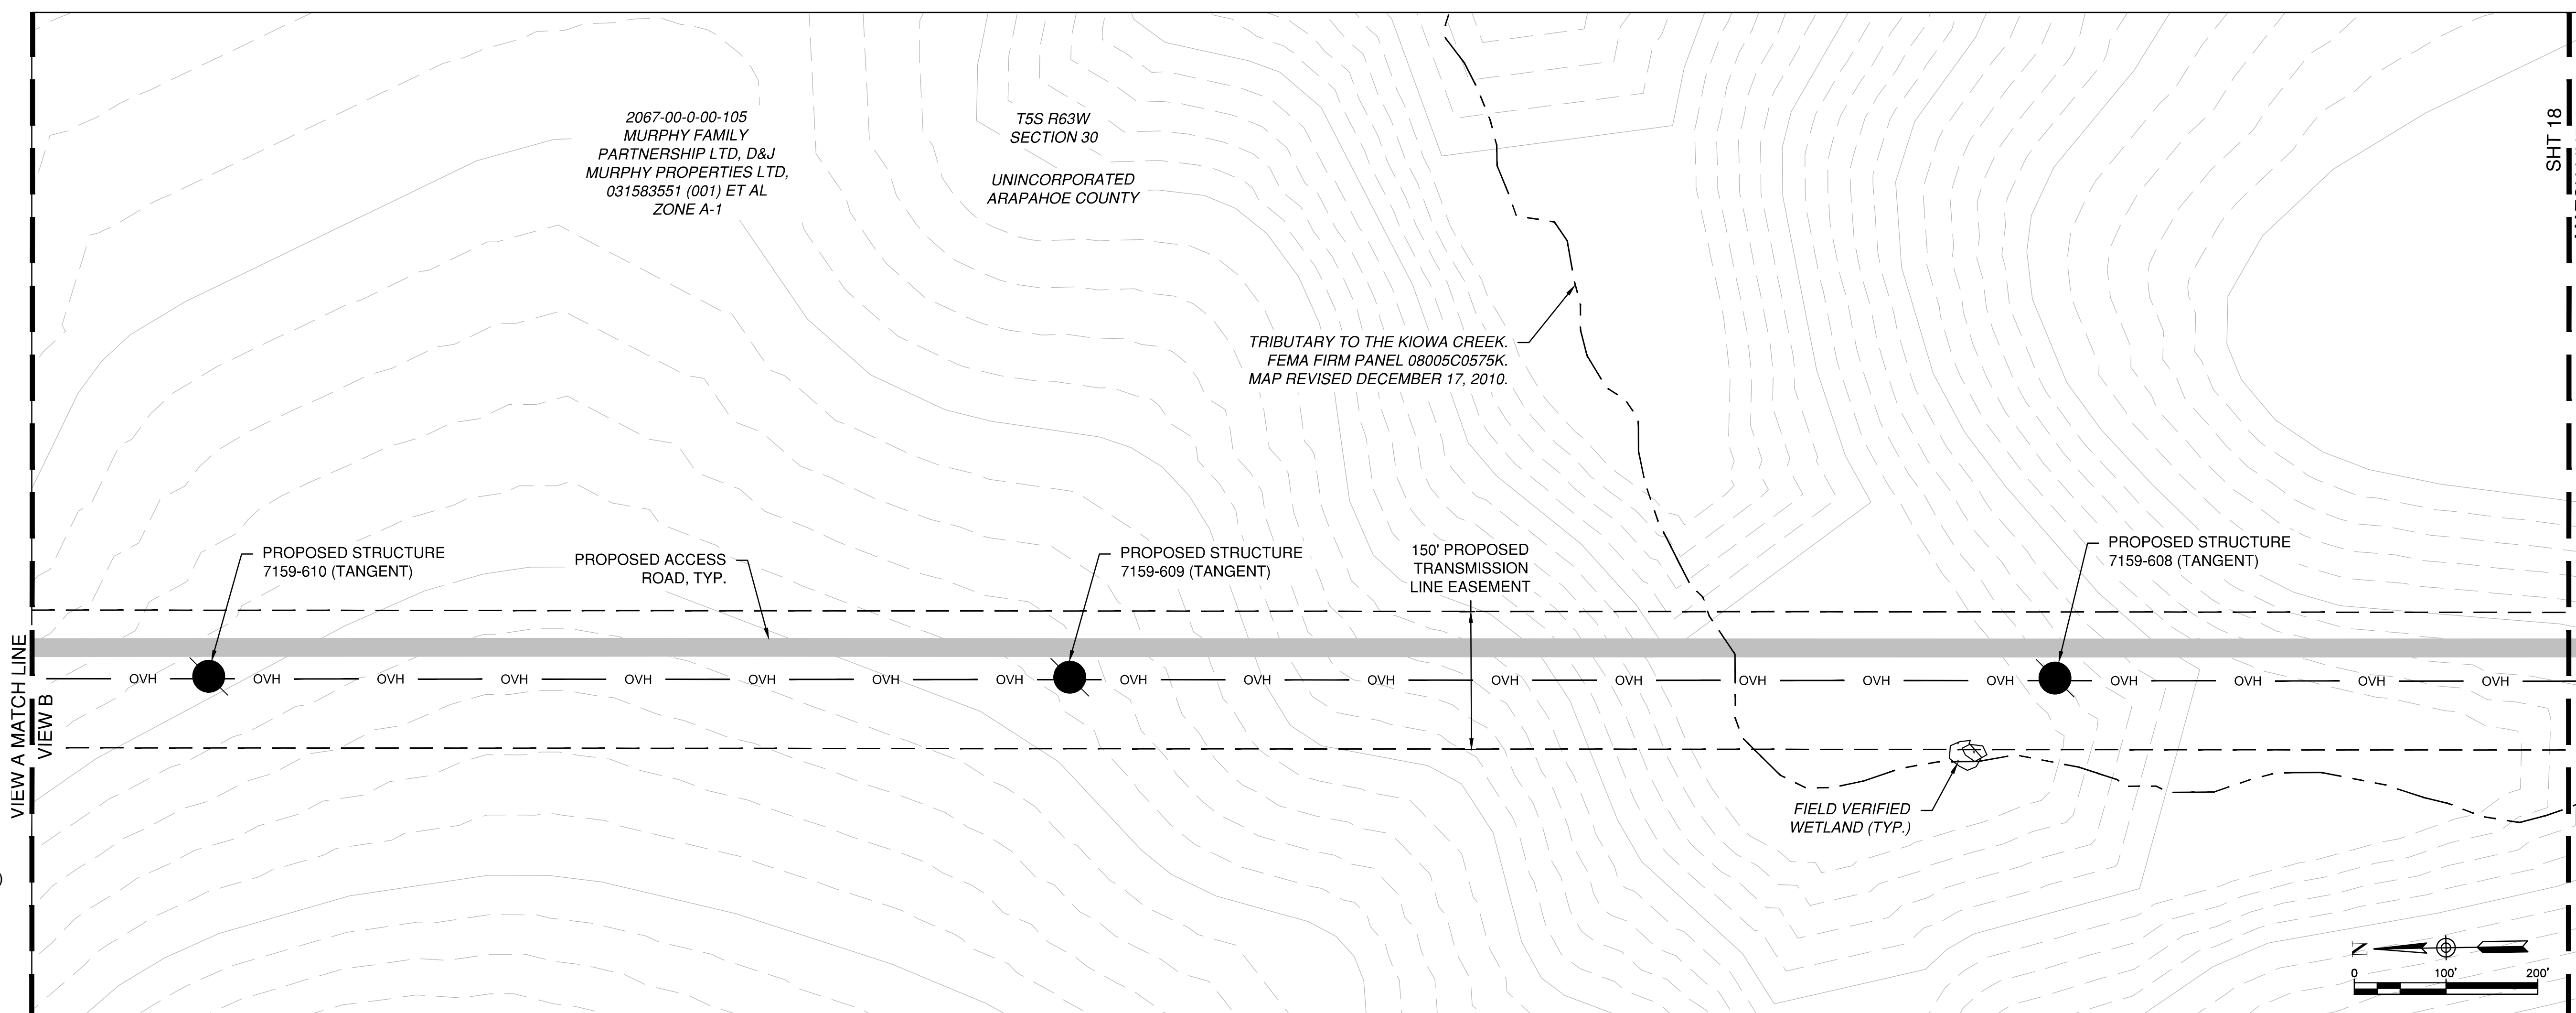 2067-00-0-00-105
MURPHY FAMILY
PARTNERSHIP LTD, D&J
MURPHY PROPERTIES LTD,
031583551 (001) ET AL
ZONE A-1
T5S R63W
SECTION 30
UNINCORPORATED
ARAPAHOE COUNTY
SHT 18
TRIBUTARY TO THE KIOWA CREEK.
FEMA FIRM PANEL 08005C0575K.
MAP REVISED DECEMBER 17, 2010.
PROPOSED STRUCTURE
7159-610 (TANGENT)
PROPOSED ACCESS
ROAD, TYP.
PROPOSED STRUCTURE
7159-609 (TANGENT)
150' PROPOSED
TRANSMISSION
LINE EASEMENT
PROPOSED STRUCTURE
7159-608 (TANGENT)
VIEW A MATCH LINE
VIEW B
OVH OVH OVH OVH OVH OVH OVH OVH OVH OVH OVH OVH OVH OVH OVH OVH OVH OVH OVH OVH
FIELD VERIFIED
WETLAND (TYP.)
N
0 100' 200'